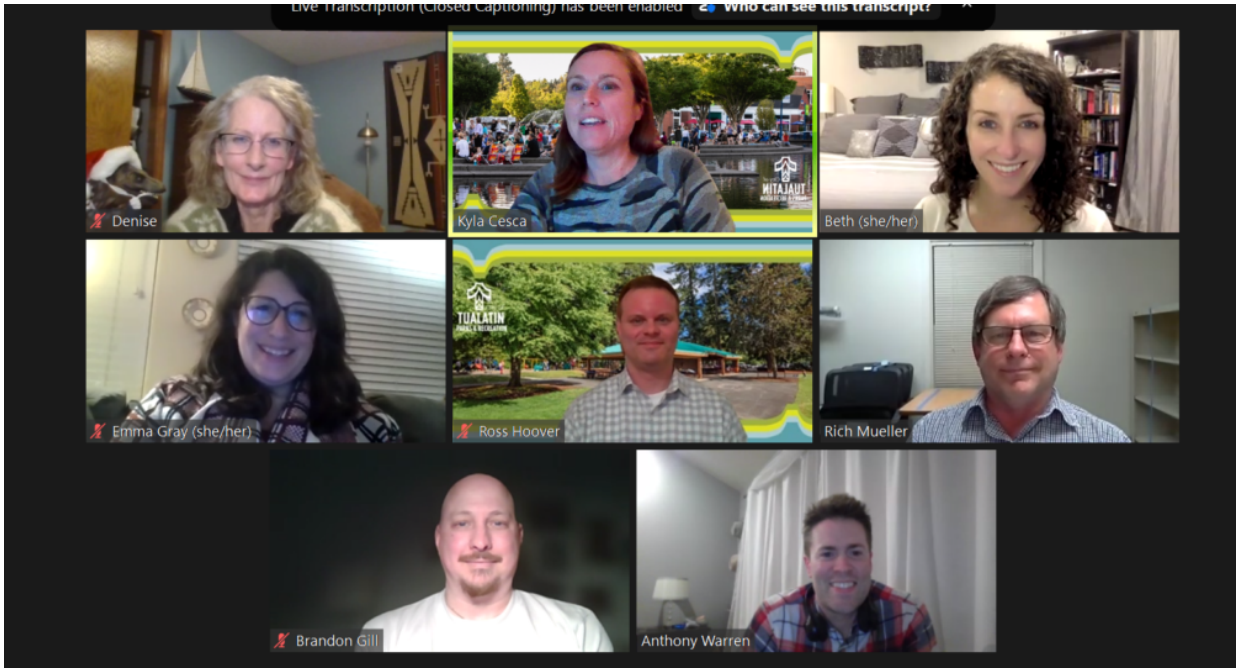 Live Transcription (Closed Captioning) has been enabled Who can see this transcript?
Denise
Kyla Cesca
TUALATIN
Beth (she/her)
Emma Gray (she/her)
TUALATIN
PARKS & RECREATION
Ross Hoover
Rich Mueller
Brandon Gill
Anthony Warren